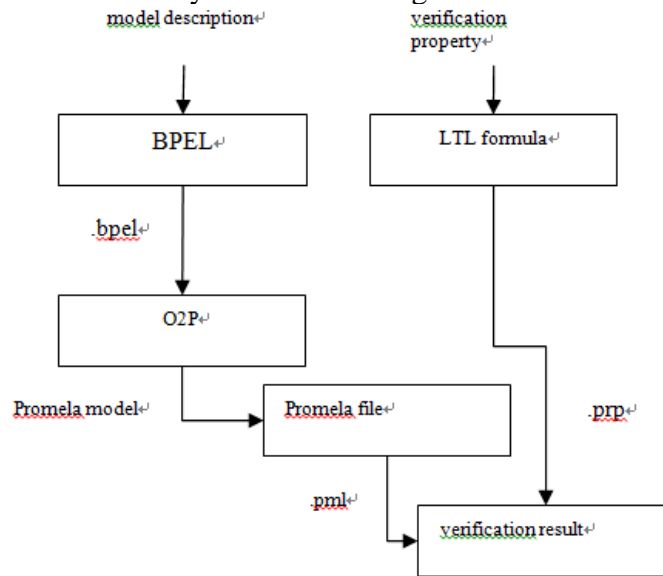 model description↵
verification
property↵
BPEL↵
LTL formula↵
.bpel↵
O2P↵
Promela model↵
Promela file↵
.prp↵
.pml↵
verification result↵